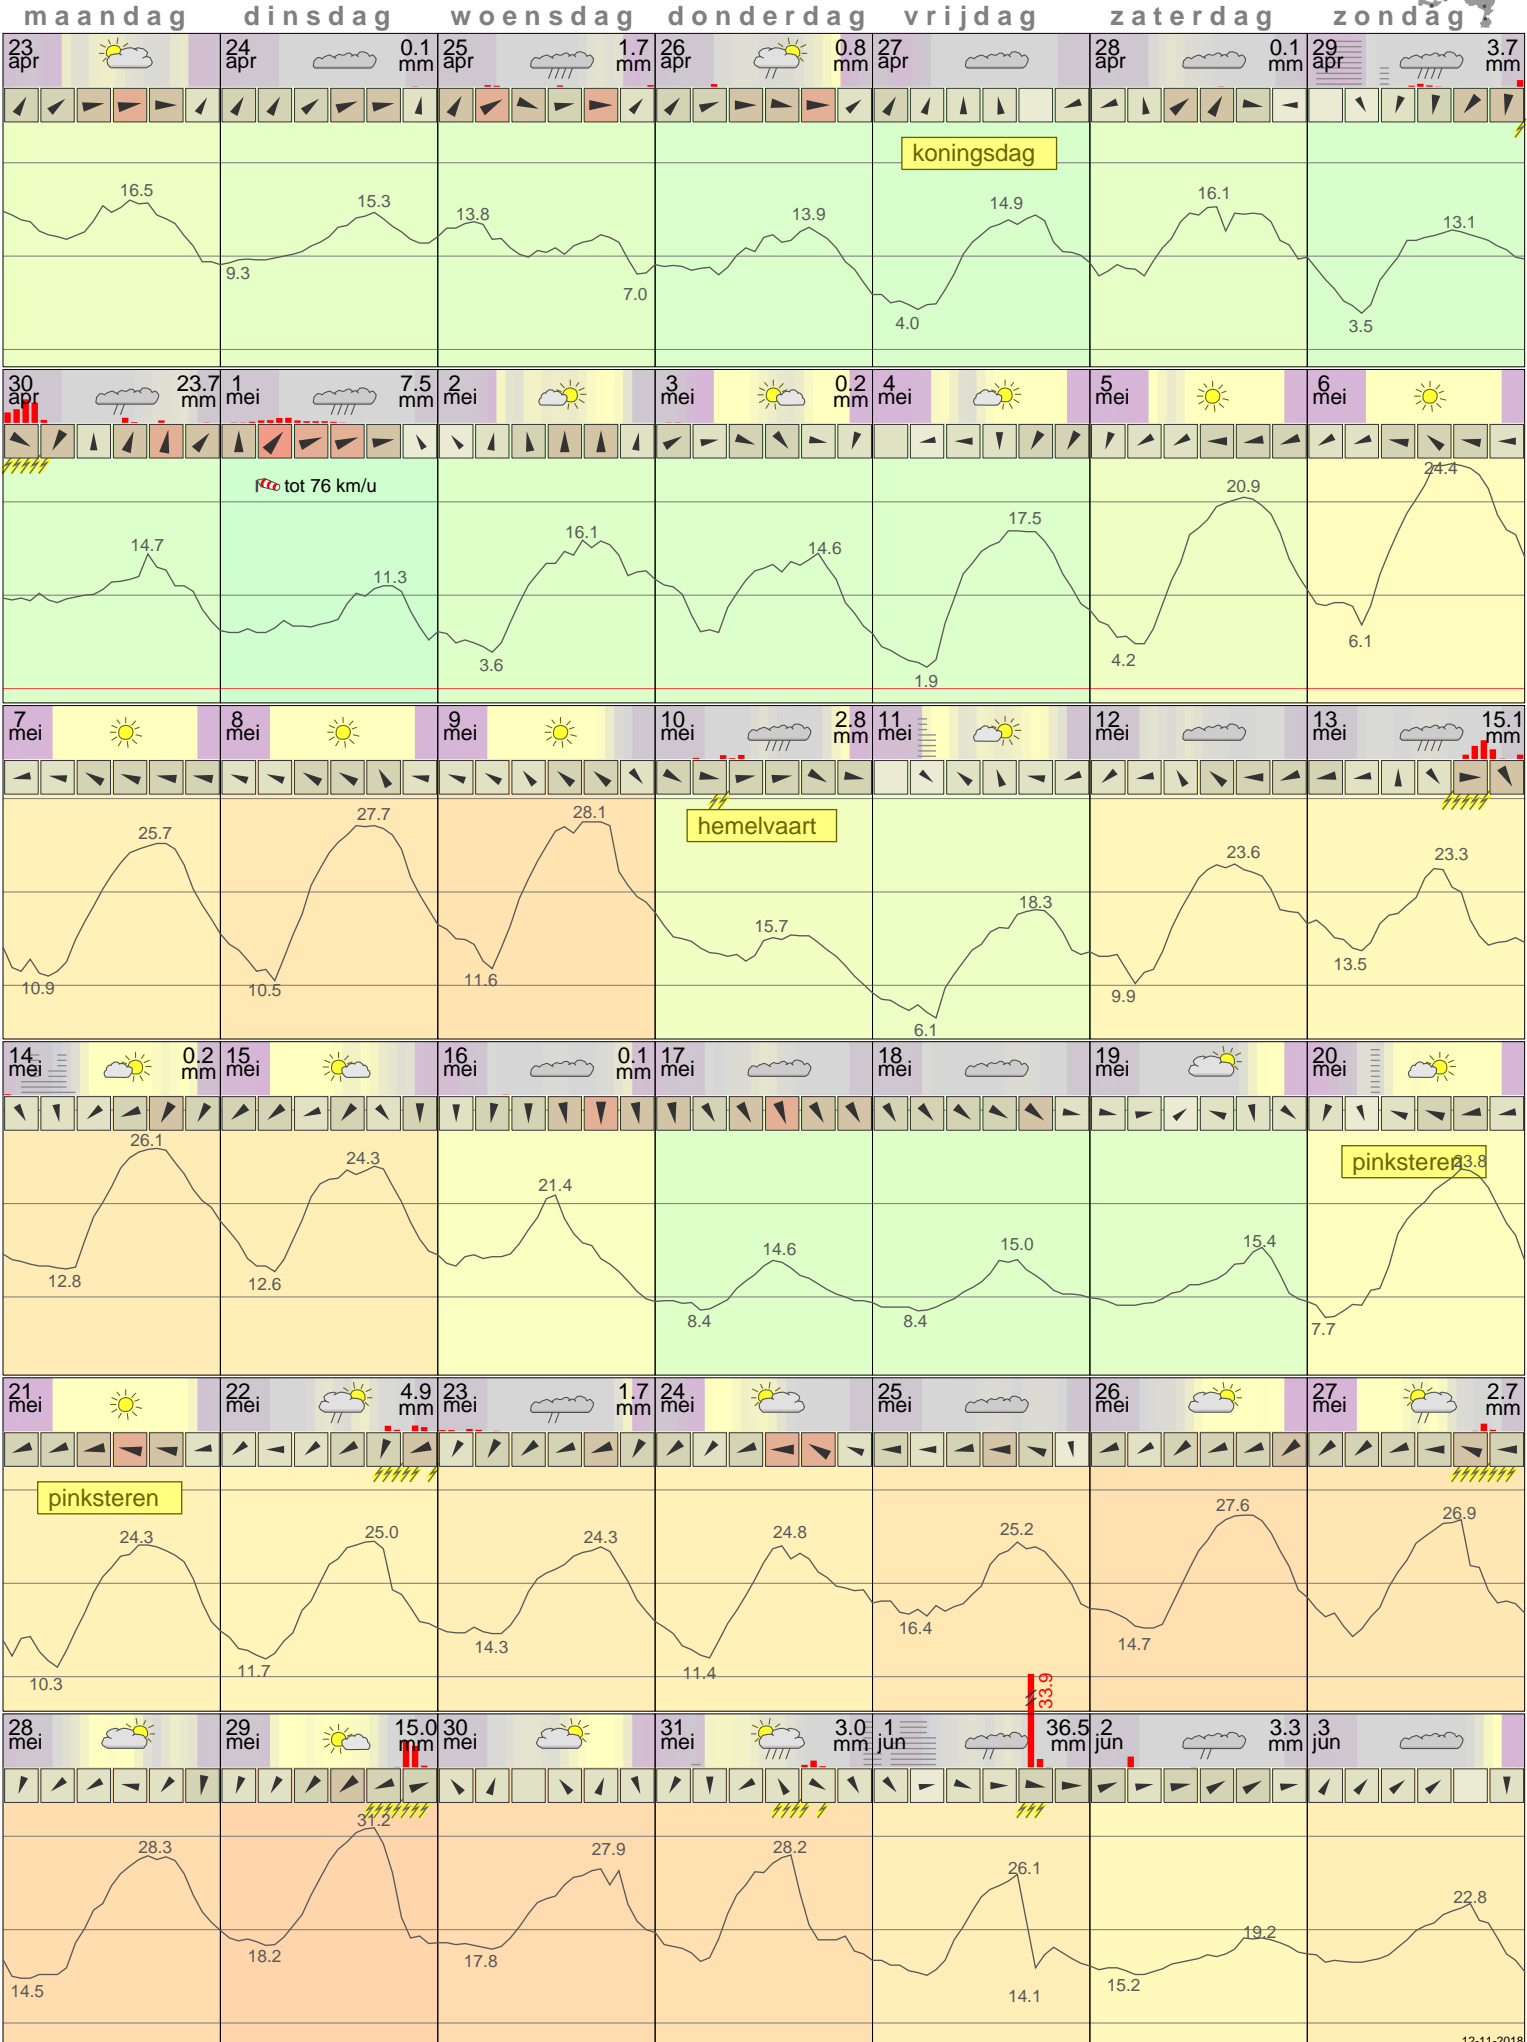 maandag dinsdag woensdag donderdag vrijdag zaterdag zondag
23 apr 24 apr 0.1 mm 25 apr 1.7 mm 26 apr 0.8 mm 27 apr 28 apr 0.1 mm 29 apr 3.7 mm
koningsdag
16.5 9.3 15.3 13.8 7.0 13.9 4.0 14.9 16.1 3.5 13.1
30 apr 23.7 mm 1 mei 7.5 mm 2 mei 3 mei 0.2 mm 4 mei 5 mei 6 mei
tot 76 km/u
14.7 11.3 3.6 16.1 14.6 1.9 17.5 4.2 20.9 6.1 24.4
7 mei 8 mei 9 mei 10 mei 2.8 mm 11 mei 12 mei 13 mei 15.1 mm
hemelvaart
10.9 25.7 10.5 27.7 11.6 28.1 15.7 6.1 18.3 9.9 23.6 13.5 23.3
14 mei 0.2 mm 15 mei 16 mei 0.1 mm 17 mei 18 mei 19 mei 20 mei
pinksteren
12.8 26.1 12.6 24.3 21.4 8.4 14.6 8.4 15.0 15.4 7.7 23.8
21 mei 22 mei 4.9 mm 23 mei 1.7 mm 24 mei 25 mei 26 mei 27 mei 2.7 mm
pinksteren
10.3 24.3 11.7 25.0 14.3 24.3 11.4 24.8 16.4 25.2 14.7 27.6 26.9
33.9
28 mei 29 mei 15.0 mm 30 mei 31 mei 3.0 mm 1 jun 36.5 mm 2 jun 3.3 mm 3 jun
14.5 28.3 18.2 31.2 17.8 27.9 28.2 26.1 14.1 15.2 19.2 22.8
12-11-2018